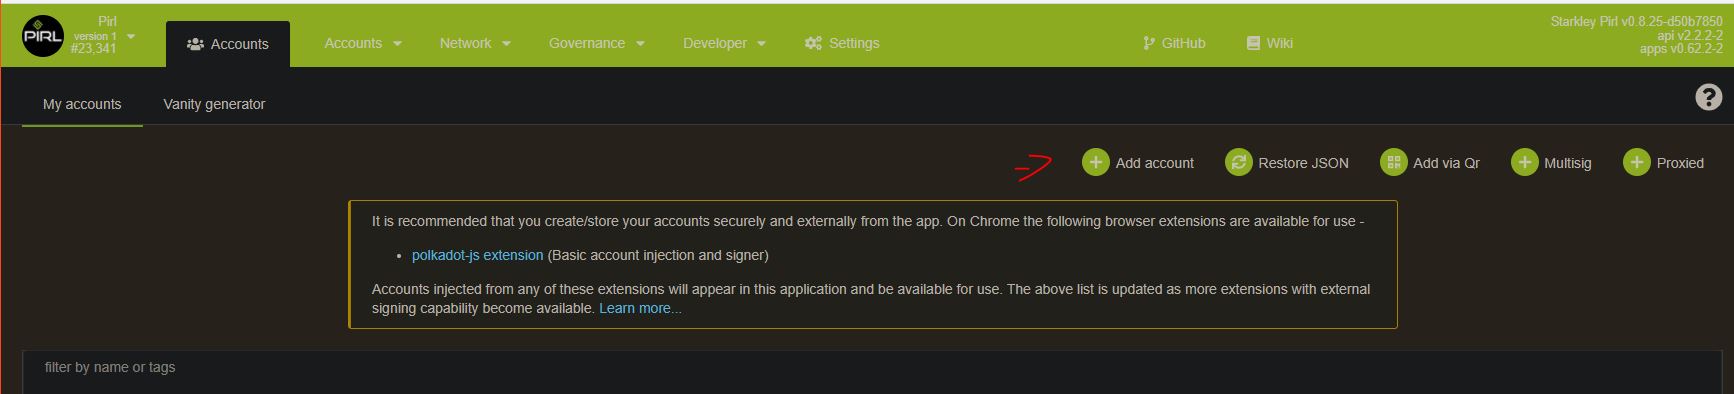 PIRL
Pirl
version 1
#23,341
Accounts
Accounts
Network
Governance
Developer
Settings
GitHub
Wiki
Starkley Pirl v0.8.25-d50b7850
api v2.2.2-2
apps v0.62.2-2
My accounts
Vanity generator
?
Add account
Restore JSON
Add via Qr
Multisig
Proxied
It is recommended that you create/store your accounts securely and externally from the app. On Chrome the following browser extensions are available for use -
• polkadot-js extension (Basic account injection and signer)
Accounts injected from any of these extensions will appear in this application and be available for use. The above list is updated as more extensions with external
signing capability become available. Learn more...
filter by name or tags